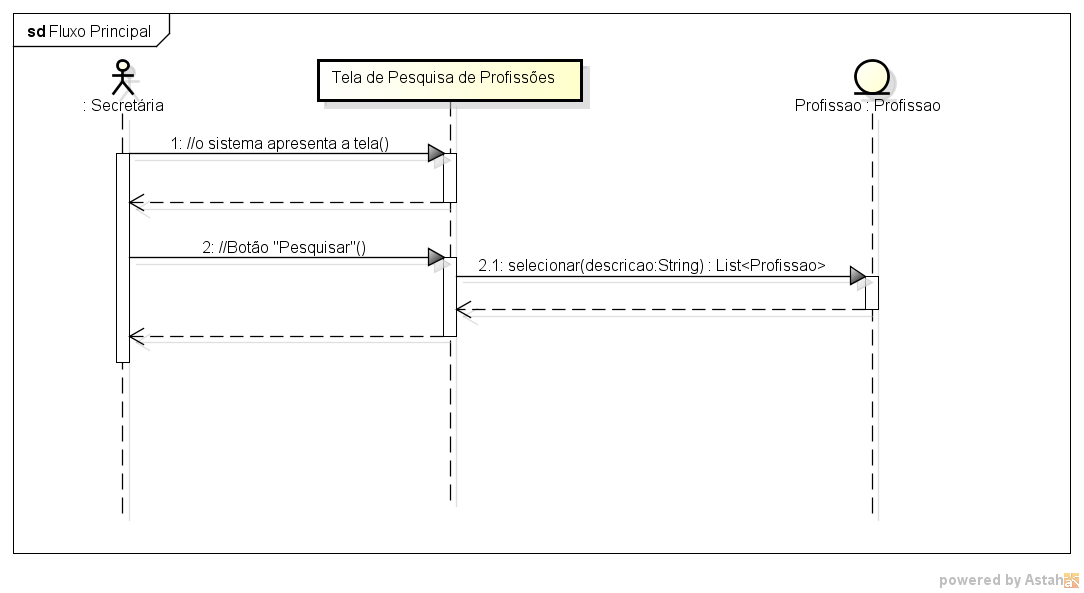 sd Fluxo Principal
Tela de Pesquisa de Profissões
: Secretária
Profissao : Profissao
1: //o sistema apresenta a tela()
2: //Botão "Pesquisar"()
2.1: selecionar(descricao:String) : List<Profissao>
powered by Astah